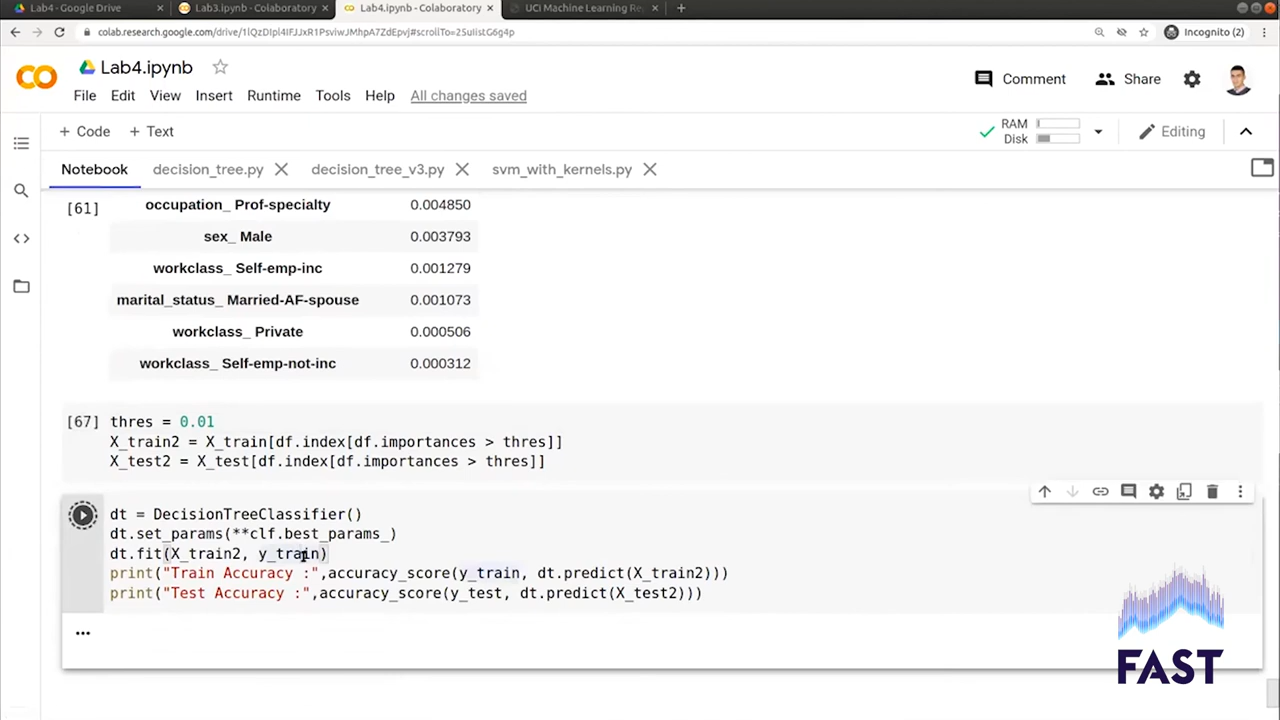 Lab4 - Google Drive
Lab3.ipynb - Colaboratory
Lab4.ipynb - Colaboratory
UCI Machine Learning Re
colab.research.google.com/drive/1lQzDIpl4IFJJxR1PsviwJMhpA7ZdEpvj#scrollTo=2SuIistG6g4p
Incognito (2)
Lab4.ipynb
Comment
Share
File Edit View Insert Runtime Tools Help All changes saved
+ Code + Text
RAM
Disk
Editing
Notebook decision_tree.py decision_tree_v3.py svm_with_kernels.py
[61] occupation_ Prof-specialty 0.004850
sex_ Male 0.003793
workclass_ Self-emp-inc 0.001279
marital_status_ Married-AF-spouse 0.001073
workclass_ Private 0.000506
workclass_ Self-emp-not-inc 0.000312
[67] thres = 0.01
X_train2 = X_train[df.index[df.importances > thres]]
X_test2 = X_test[df.index[df.importances > thres]]
dt = DecisionTreeClassifier()
dt.set_params(**clf.best_params_)
dt.fit(X_train2, y_train)
print("Train Accuracy :",accuracy_score(y_train, dt.predict(X_train2)))
print("Test Accuracy :",accuracy_score(y_test, dt.predict(X_test2)))
...
FAST